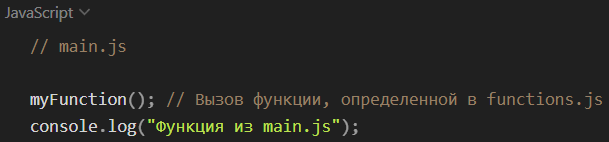 JavaScript
// main.js
myFunction(); // Вызов функции, определенной в functions.js
console.log("Функция из main.js");